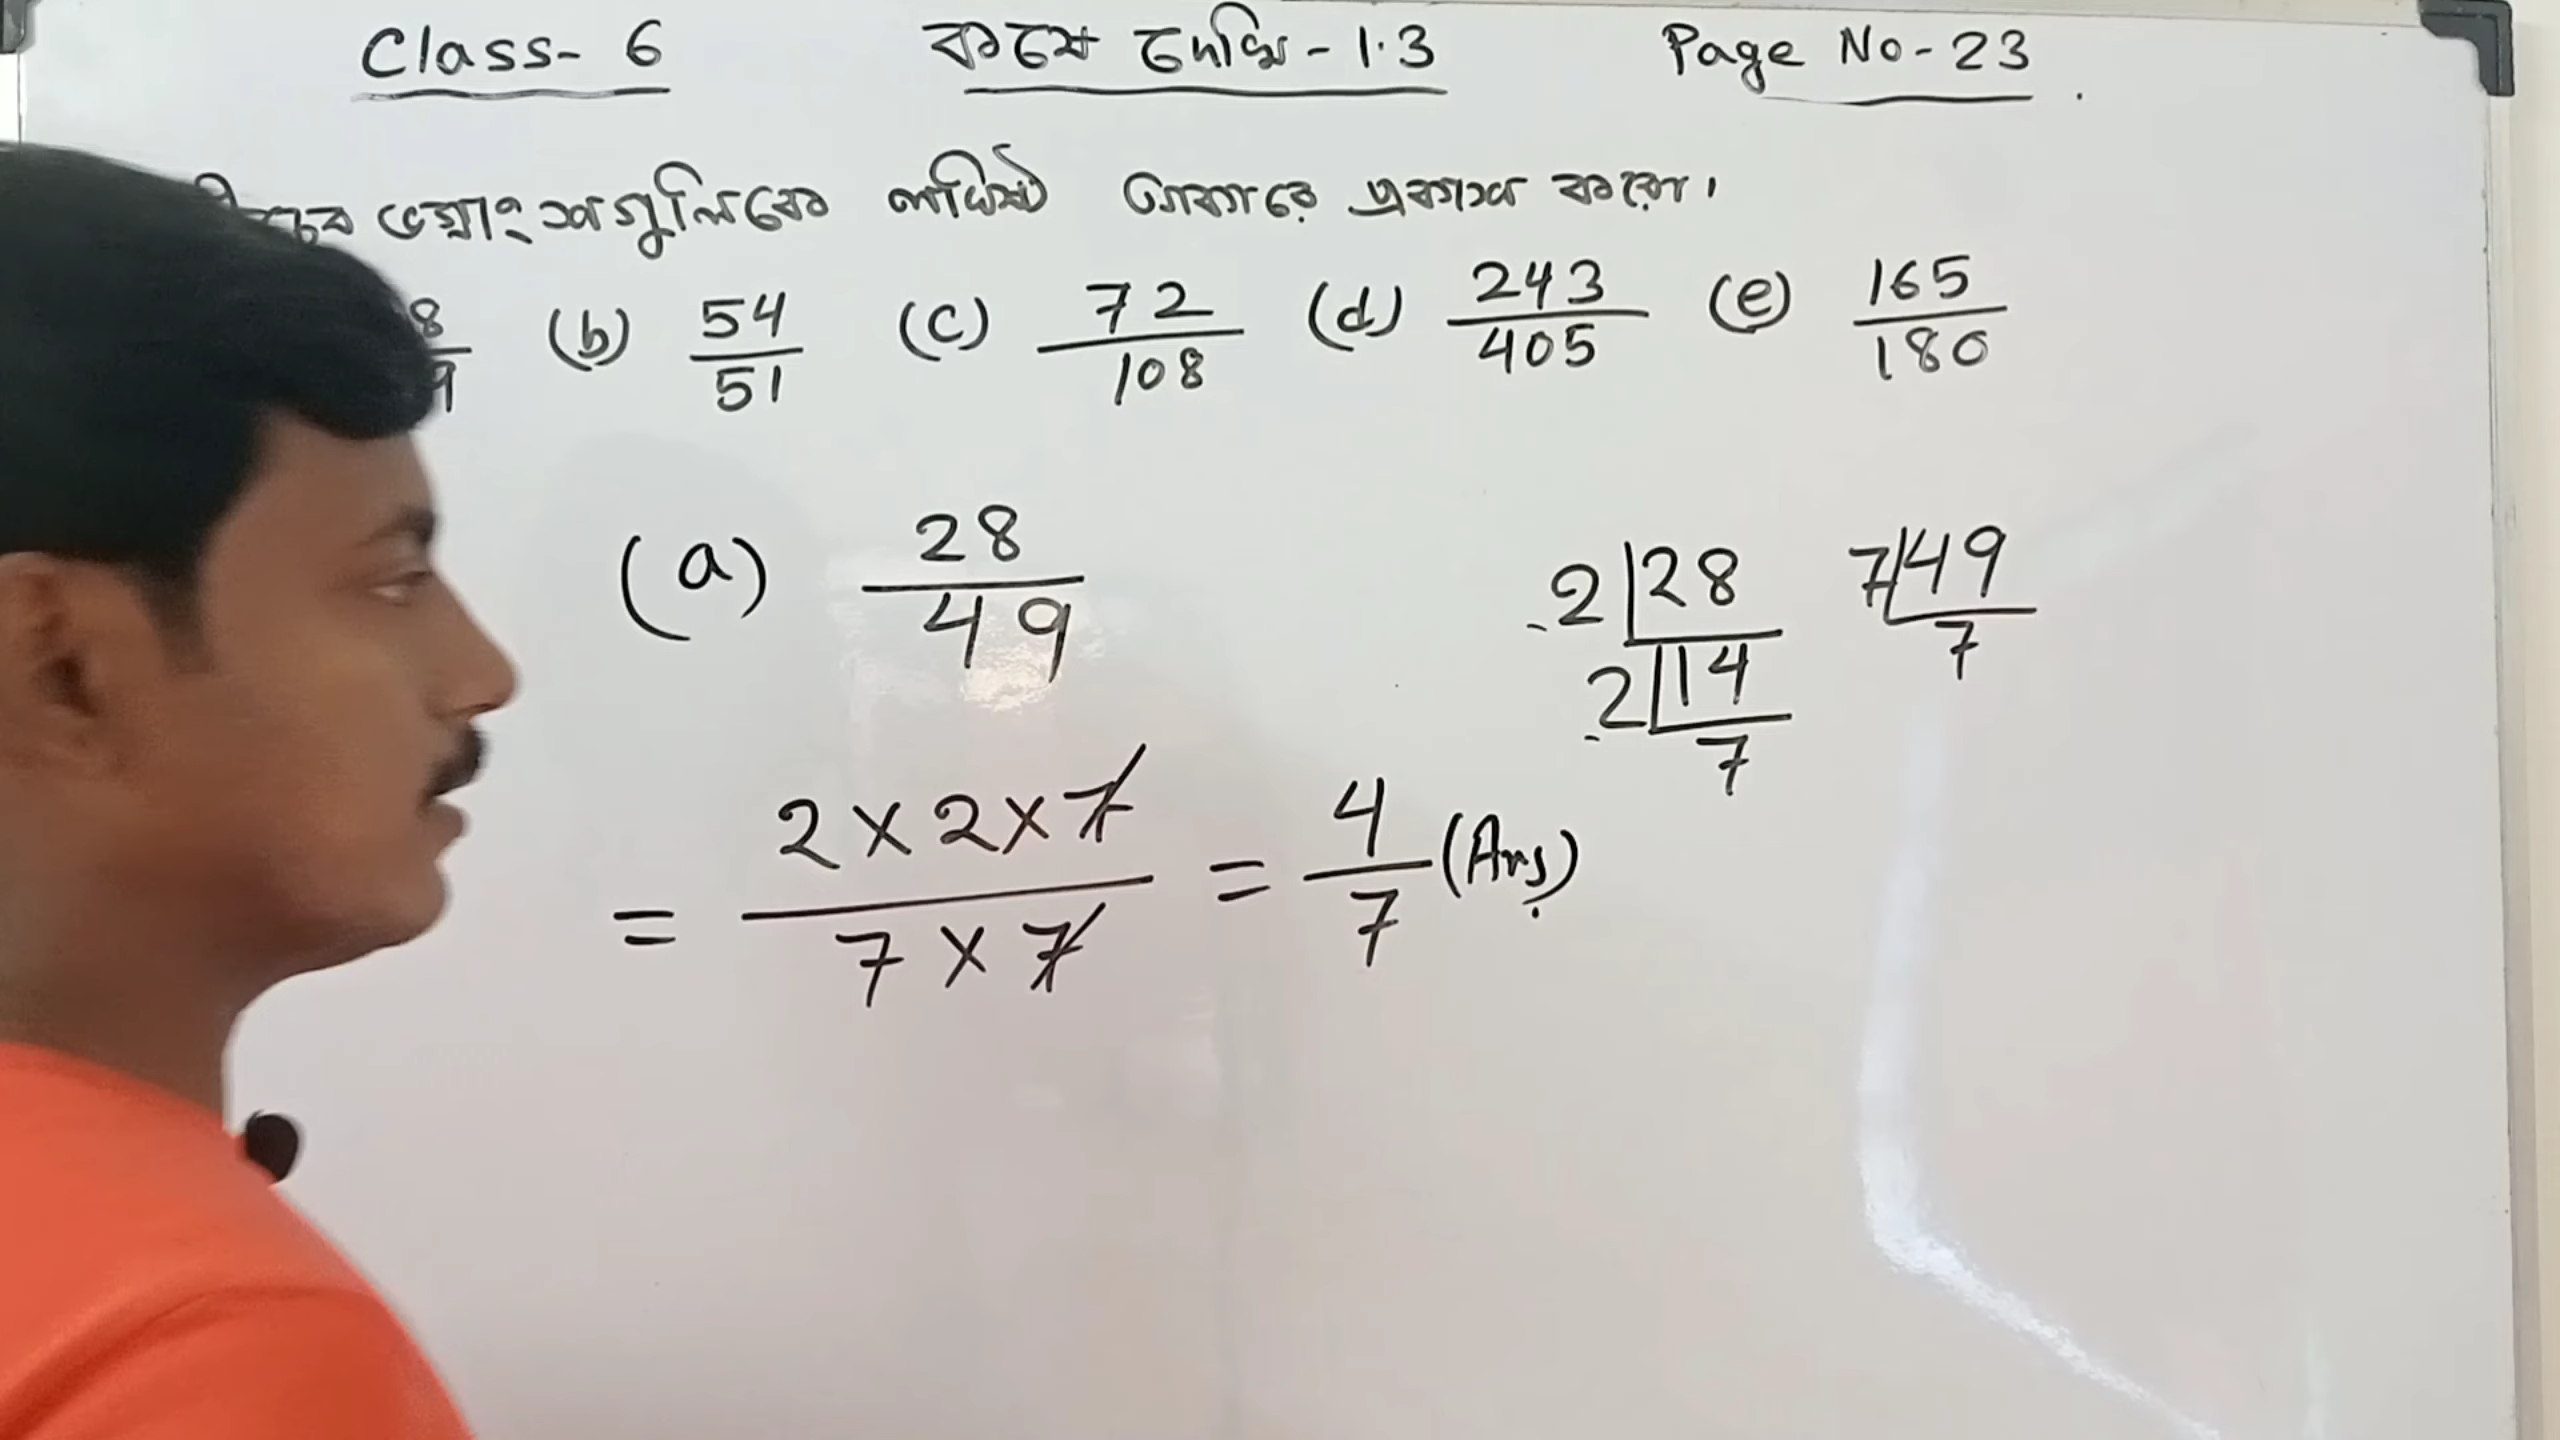 Class- 6 কষে দেখি - 1.3 Page No - 23
ভগ্নাংশগুলিকে লঘিষ্ঠ আকারে প্রকাশ করো।
(b) 54/51 (c) 72/108 (d) 243/405 (e) 165/180
(a) 28/49
2 | 28
2 | 14
7
7 | 49
7
= 2 × 2 × 7 / 7 × 7 = 4/7 (Ans)